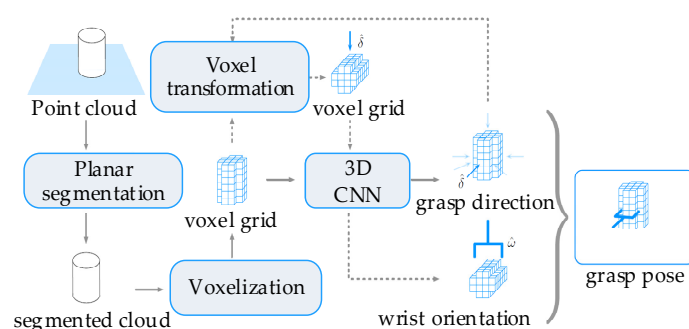 Point cloud
Planar
segmentation
segmented cloud
Voxelization
voxel grid
Voxel
transformation
δ̂
voxel grid
3D
CNN
δ̂
grasp direction
ω̂
wrist orientation
grasp pose